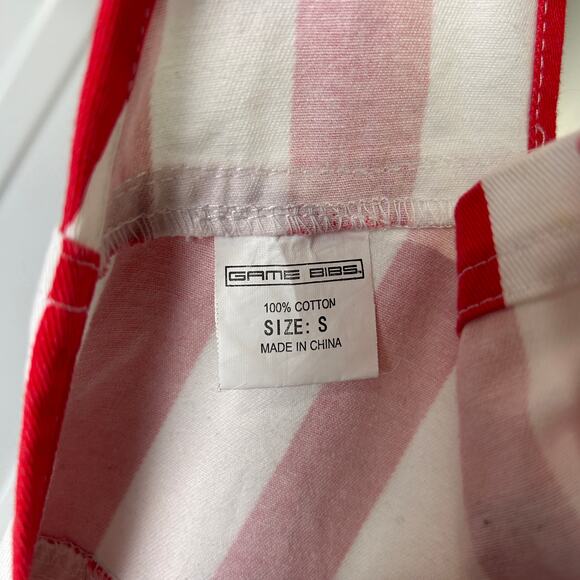 GAME BIBS.
100% COTTON
SIZE: S
MADE IN CHINA